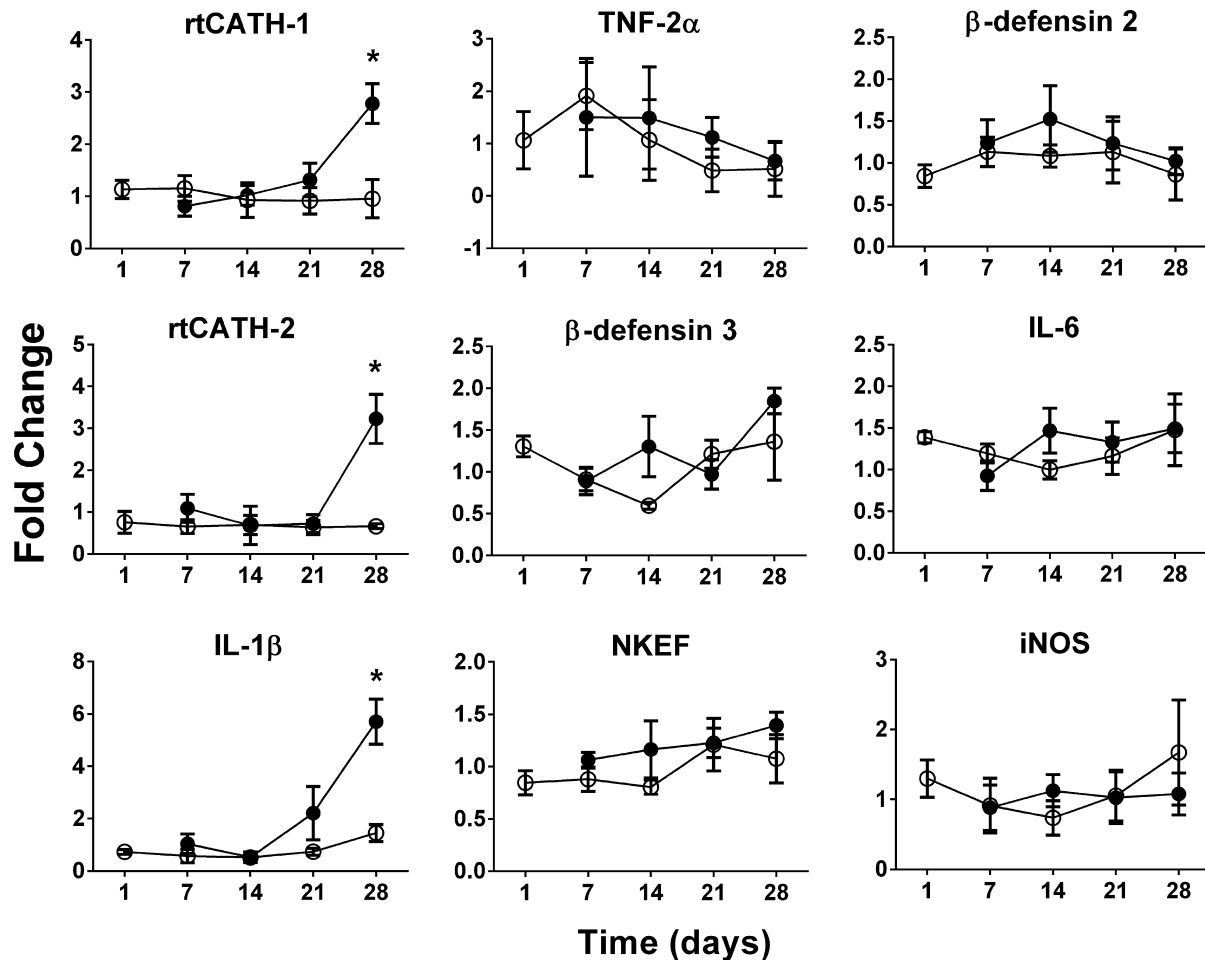 rtCATH-1
4
3
2
1
0
*
1 7 14 21 28
TNF-2α
3
2
1
0
-1
1 7 14 21 28
β-defensin 2
2.5
2.0
1.5
1.0
0.5
0.0
1 7 14 21 28
Fold Change
rtCATH-2
5
4
3
2
1
0
*
1 7 14 21 28
β-defensin 3
2.5
2.0
1.5
1.0
0.5
0.0
1 7 14 21 28
IL-6
2.5
2.0
1.5
1.0
0.5
0.0
1 7 14 21 28
IL-1β
8
6
4
2
0
*
1 7 14 21 28
NKEF
2.0
1.5
1.0
0.5
0.0
1 7 14 21 28
iNOS
3
2
1
0
1 7 14 21 28
Time (days)